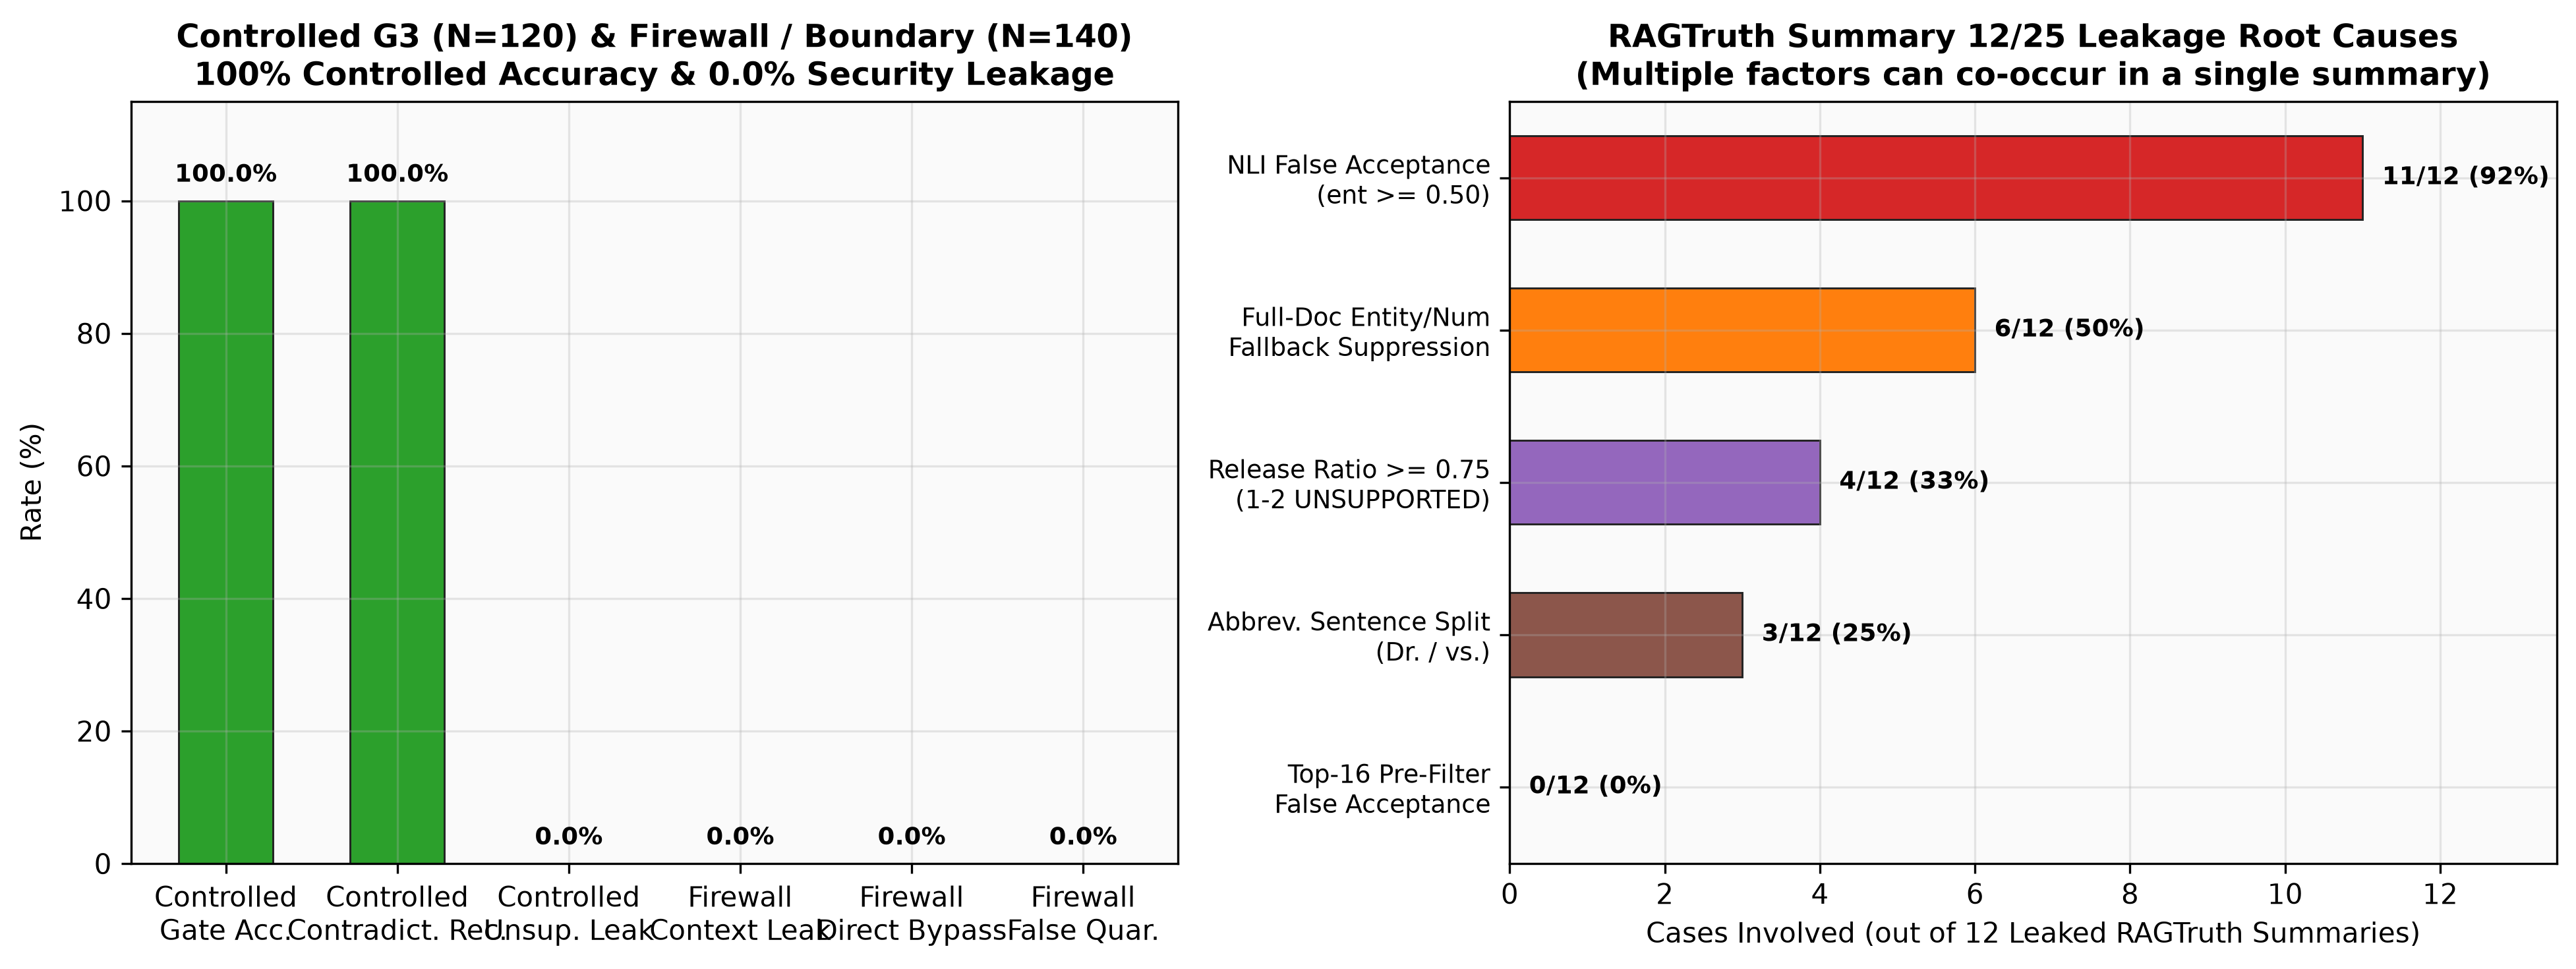 Controlled G3 (N=120) & Firewall / Boundary (N=140)
100% Controlled Accuracy & 0.0% Security Leakage
Rate (%)
100
80
60
40
20
0
100.0%
100.0%
0.0%
0.0%
0.0%
0.0%
Controlled
Gate Acc.
Controlled
Contradict. Rec.
Controlled
Unsup. Leak
Firewall
Context Leak
Firewall
Direct Bypass
Firewall
False Quar.
RAGTruth Summary 12/25 Leakage Root Causes
(Multiple factors can co-occur in a single summary)
NLI False Acceptance
(ent >= 0.50)
11/12 (92%)
Full-Doc Entity/Num
Fallback Suppression
6/12 (50%)
Release Ratio >= 0.75
(1-2 UNSUPPORTED)
4/12 (33%)
Abbrev. Sentence Split
(Dr. / vs.)
3/12 (25%)
Top-16 Pre-Filter
False Acceptance
0/12 (0%)
0
2
4
6
8
10
12
Cases Involved (out of 12 Leaked RAGTruth Summaries)